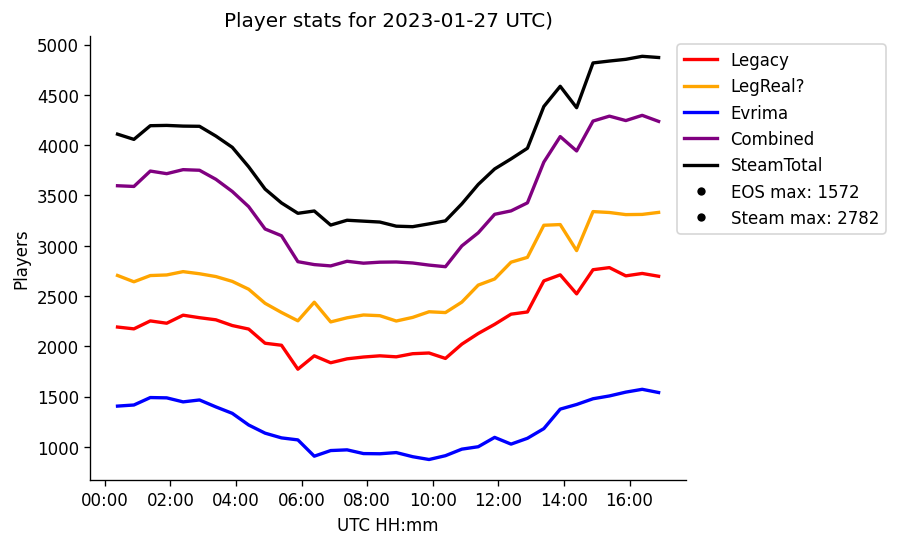 Player stats for 2023-01-27 UTC)
5000
4500
4000
3500
3000
2500
2000
1500
1000
Players
00:00 02:00 04:00 06:00 08:00 10:00 12:00 14:00 16:00
UTC HH:mm
Legacy
LegReal?
Evrima
Combined
SteamTotal
EOS max: 1572
Steam max: 2782